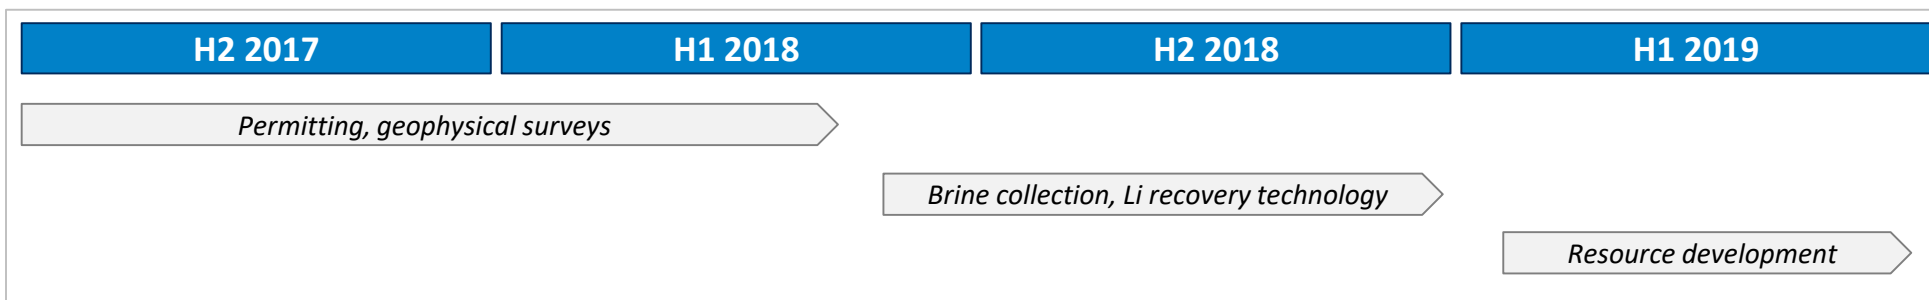 H2 2017 H1 2018 H2 2018 H1 2019
Permitting, geophysical surveys
Brine collection, Li recovery technology
Resource development